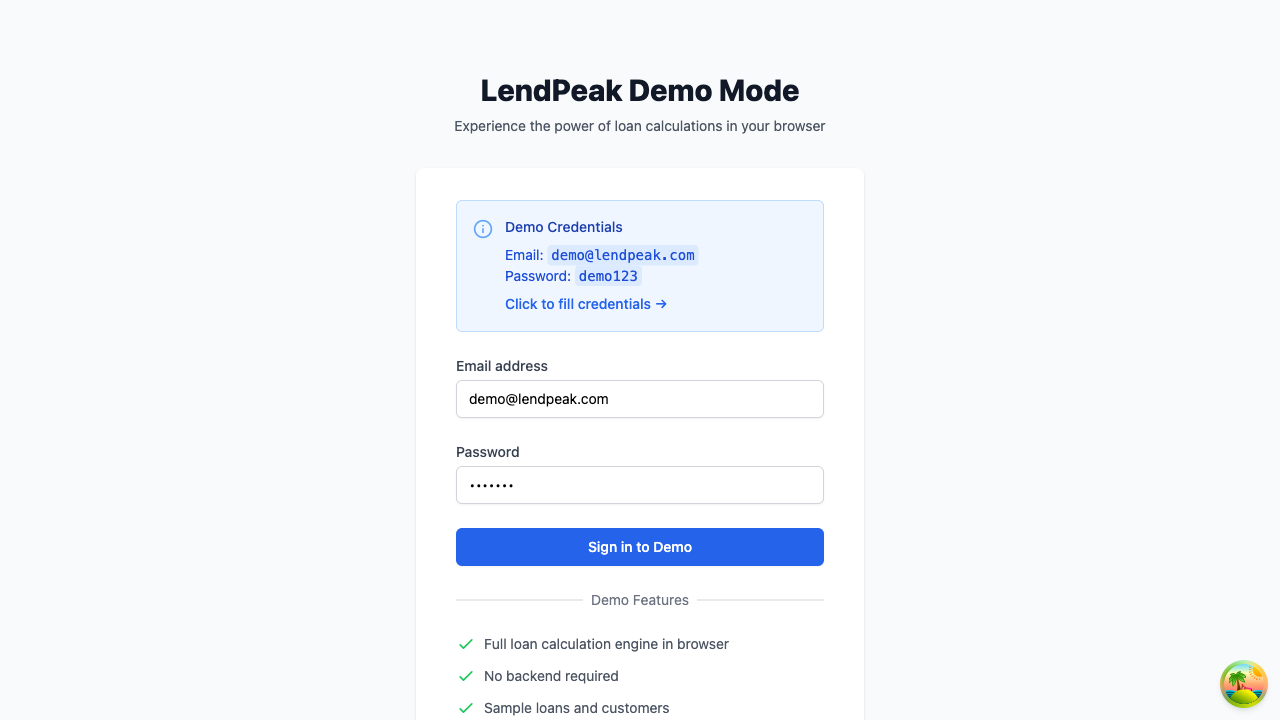 LendPeak Demo Mode
Experience the power of loan calculations in your browser
Demo Credentials
Email: demo@lendpeak.com
Password: demo123
Click to fill credentials →
Email address
demo@lendpeak.com
Password
•••••••
Sign in to Demo
Demo Features
Full loan calculation engine in browser
No backend required
Sample loans and customers